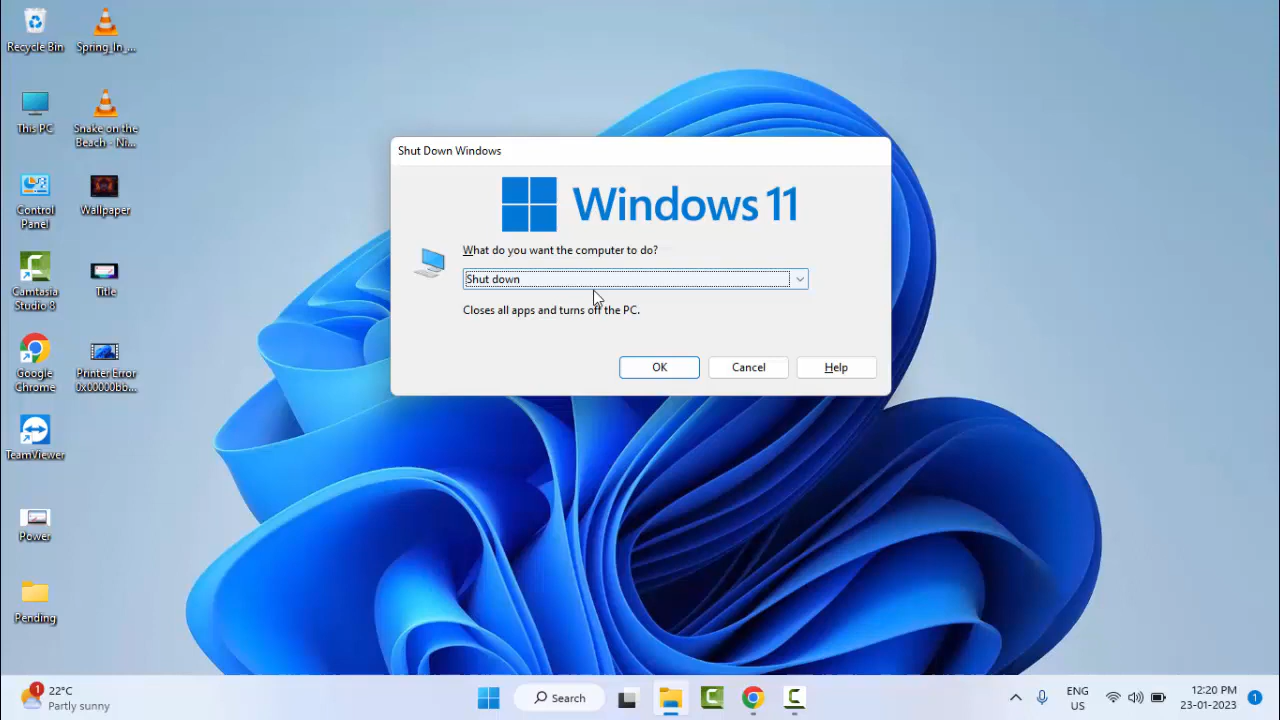 Recycle Bin
Spring_In_...
This PC
Snake on the
Beach - Ni...
Control
Panel
Wallpaper
Camtasia
Studio 8
Title
Google
Chrome
Printer Error
0x00000bb...
TeamViewer
Power
Pending
Shut Down Windows
Windows 11
What do you want the computer to do?
Shut down
Closes all apps and turns off the PC.
OK
Cancel
Help
1
22°C
Partly sunny
Search
ENG
US
12:20 PM
23-01-2023
1